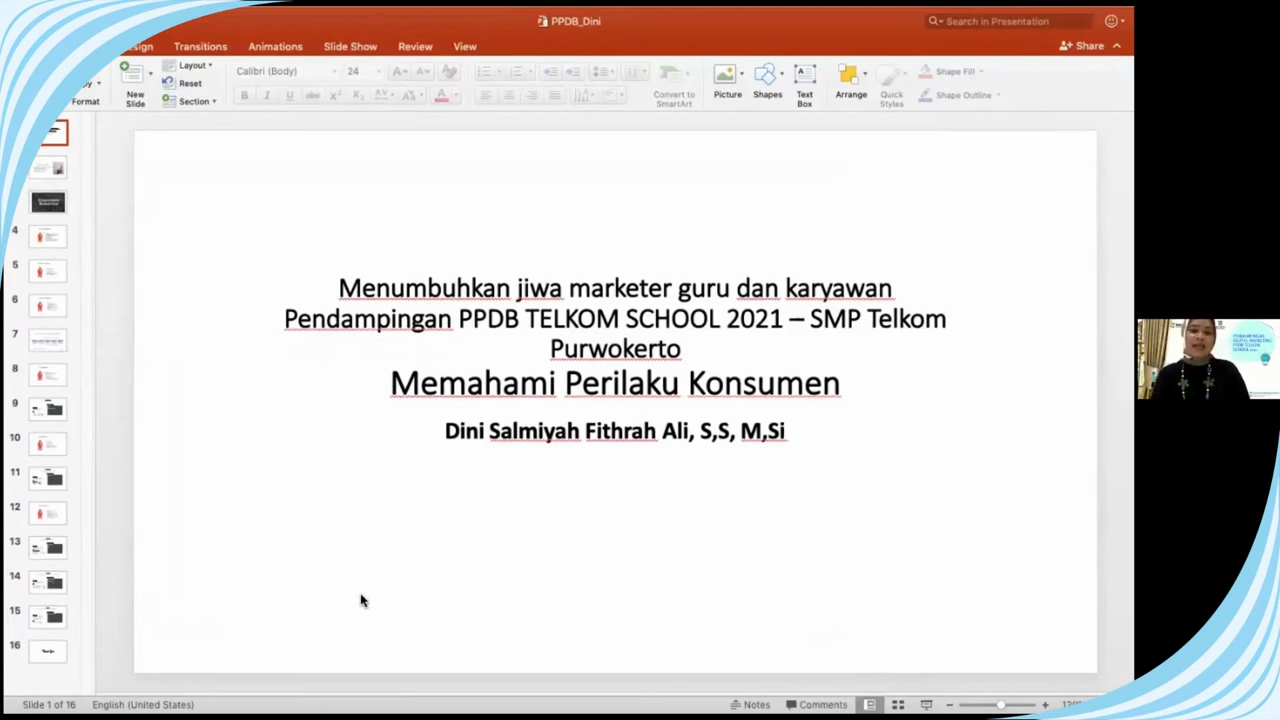 PPDB_Dini
Search in Presentation
Transitions Animations Slide Show Review View
Share
Layout
Reset
Section
New Slide
Format
Calibri (Body) 24
Convert to SmartArt
Picture
Shapes
Text Box
Arrange
Quick Styles
Shape Fill
Shape Outline
Menumbuhkan jiwa marketer guru dan karyawan
Pendampingan PPDB TELKOM SCHOOL 2021 – SMP Telkom
Purwokerto
Memahami Perilaku Konsumen
Dini Salmiyah Fithrah Ali, S,S, M,Si
4
5
6
7
8
9
10
11
12
13
14
15
16
Slide 1 of 16
English (United States)
Notes
Comments